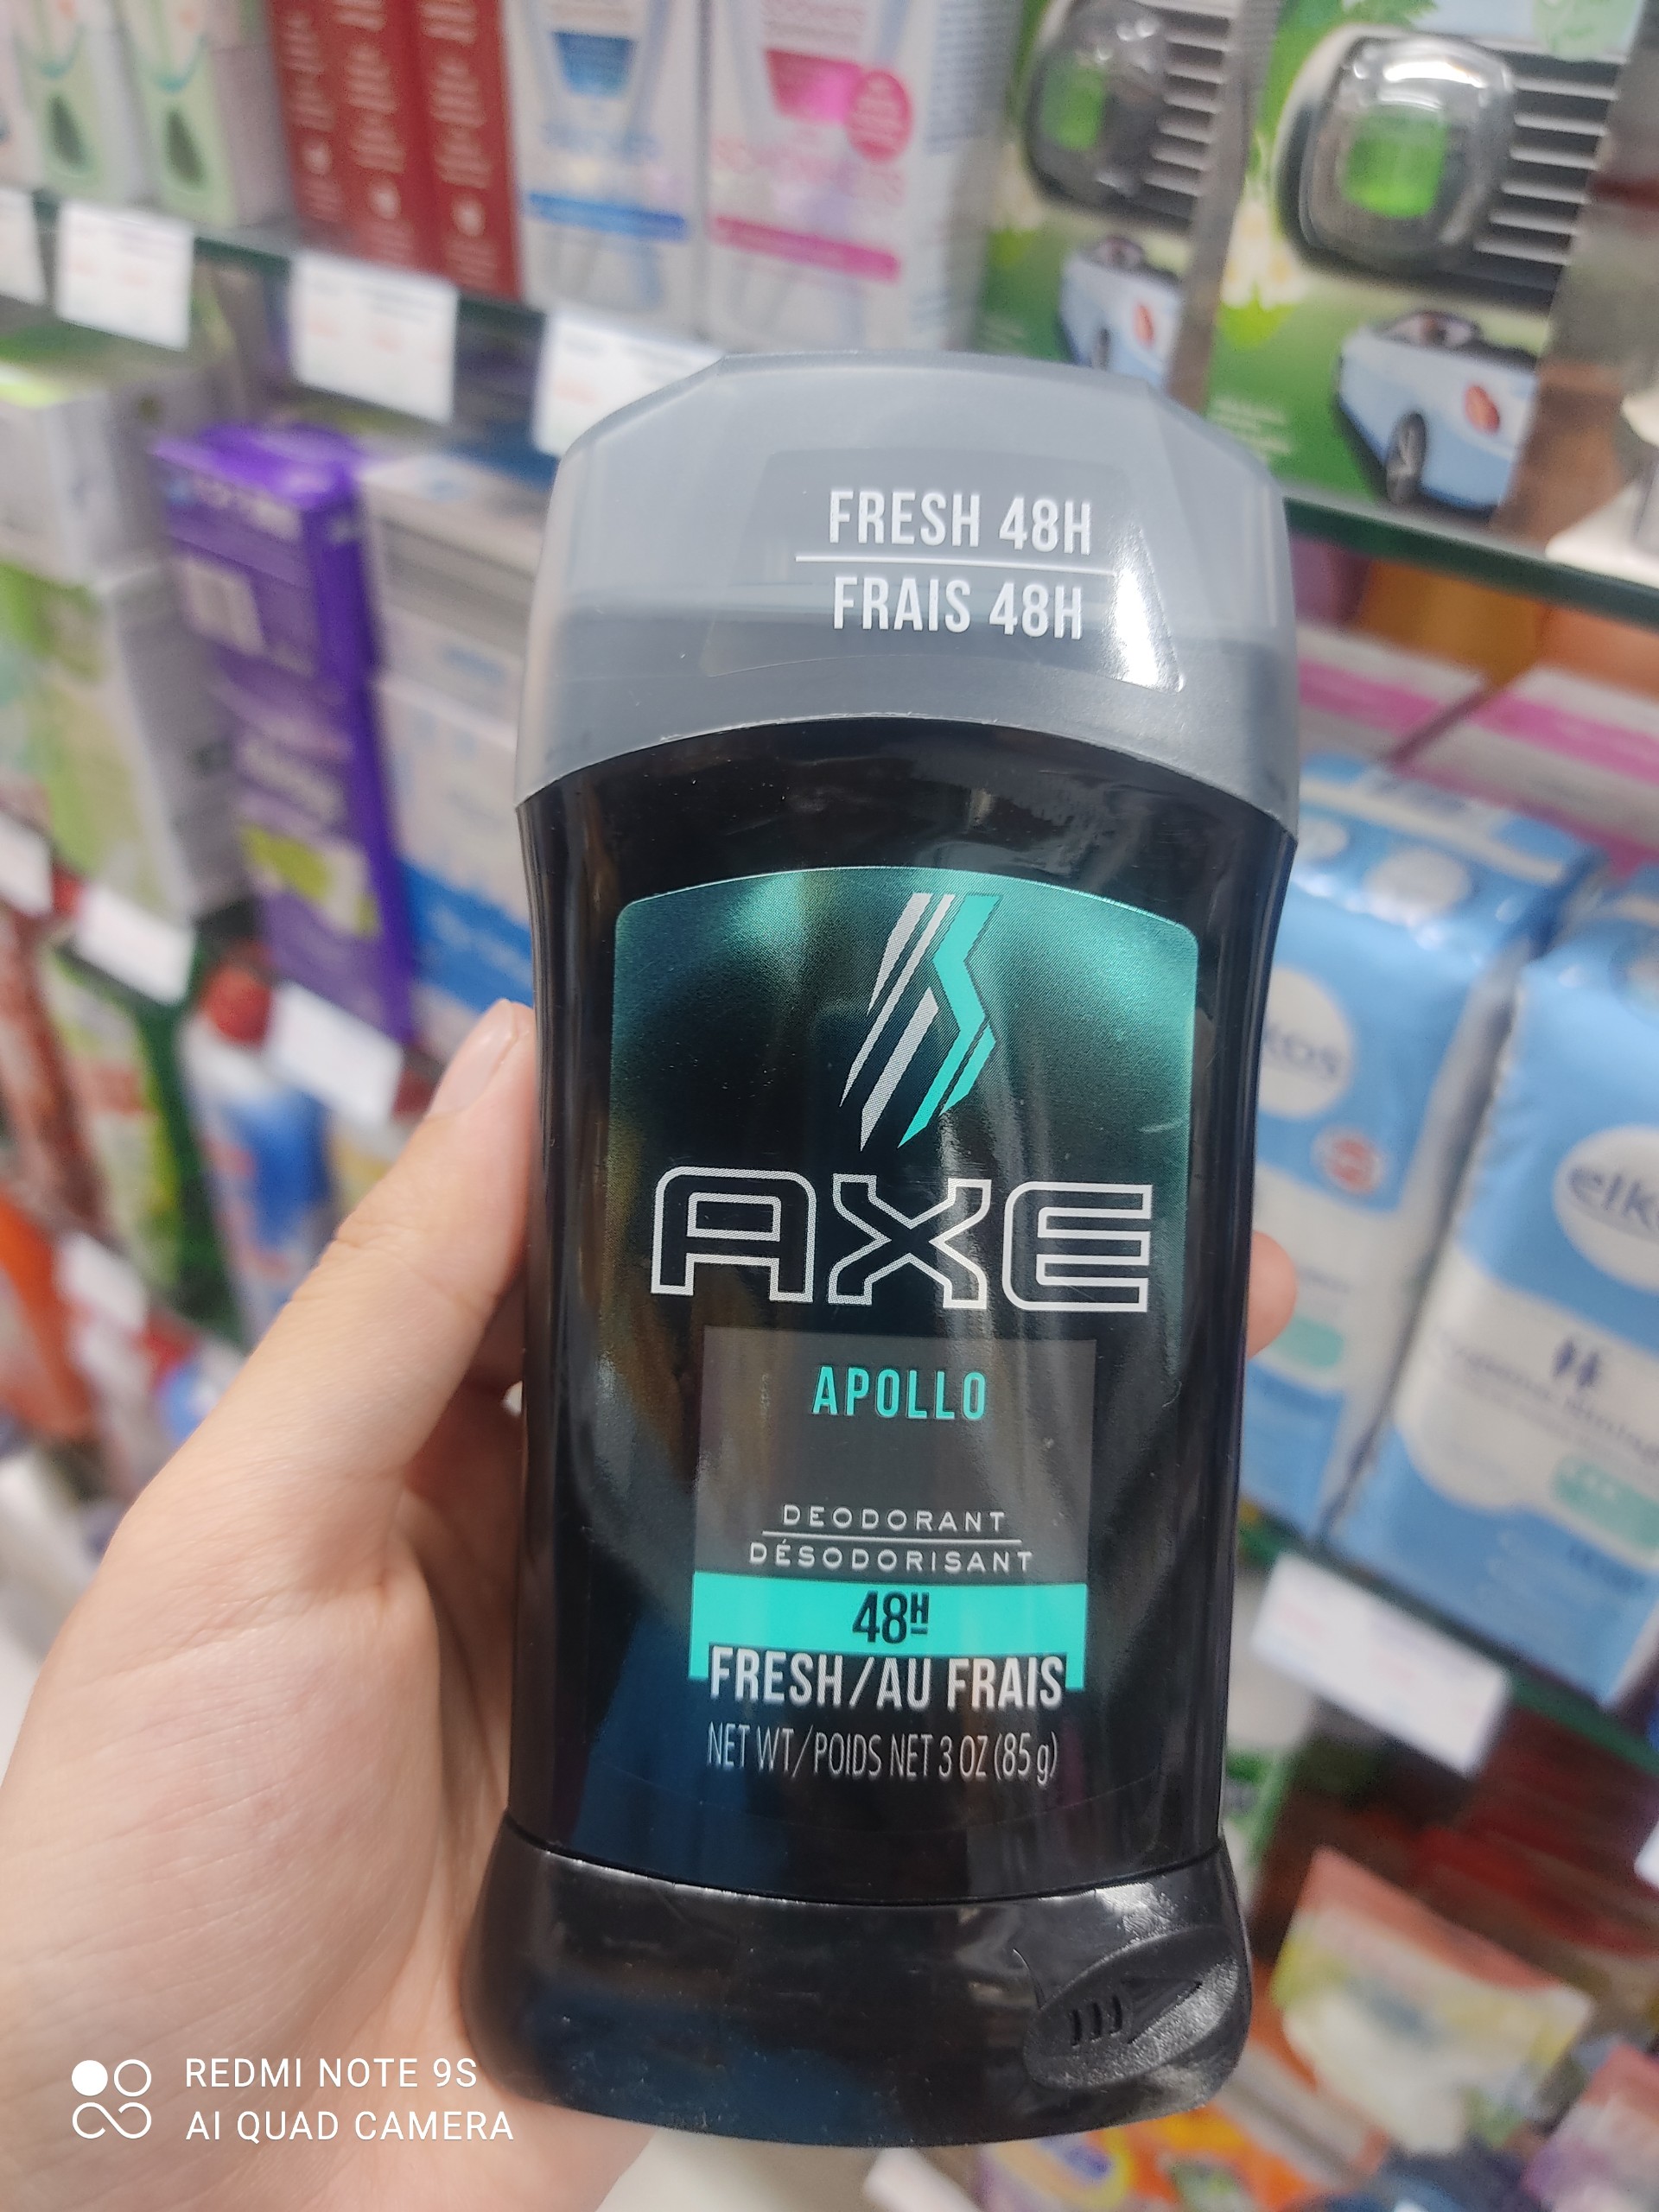 FRESH 48H
FRAIS 48H
AXE
APOLLO
DEODORANT
DÉSODORISANT
48H
FRESH/AU FRAIS
NET WT/POIDS NET 3 OZ (85 g)
REDMI NOTE 9S
AI QUAD CAMERA